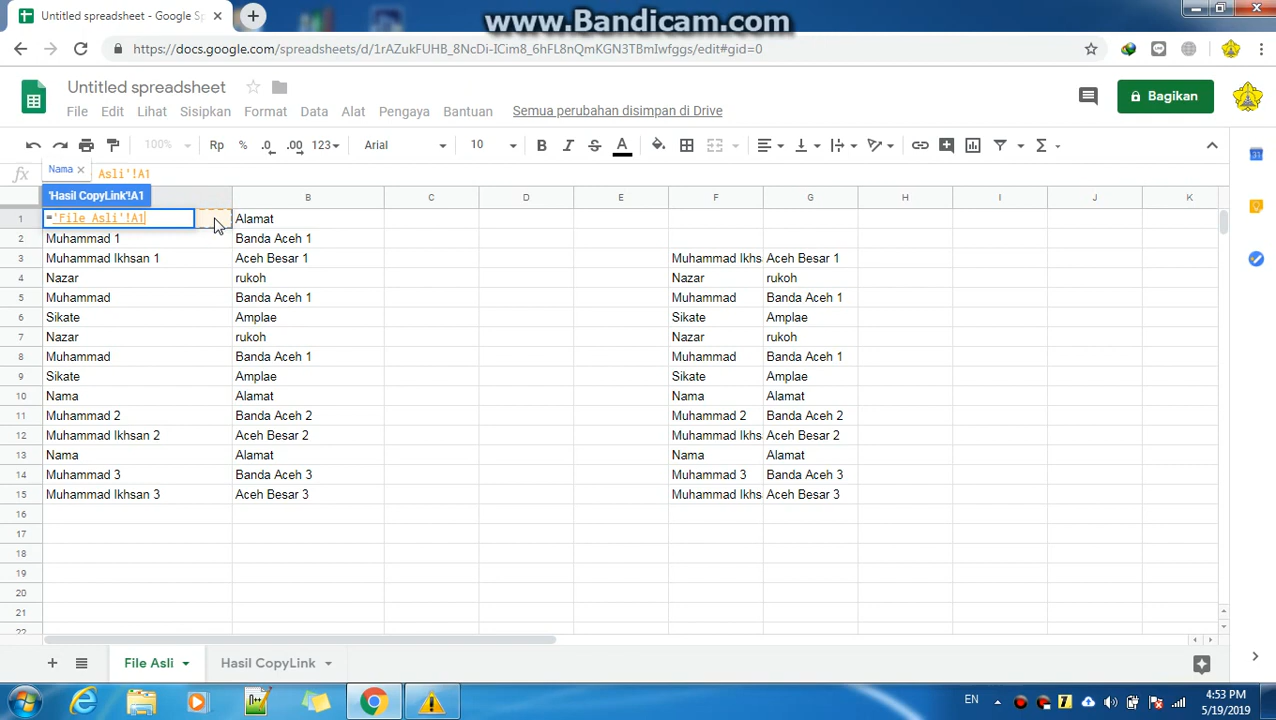 www.Bandicam.com
Untitled spreadsheet - Google Sp
https://docs.google.com/spreadsheets/d/1rAZukFUHB_8NcDi-ICim8_6hFL8nQmKGN3TBmIwfggs/edit#gid=0
Untitled spreadsheet
File Edit Lihat Sisipkan Format Data Alat Pengaya Bantuan Semua perubahan disimpan di Drive
Bagikan
100% Rp % .0 .00 123 Arial 10 B I S A
fx Nama × Asli'!A1
'Hasil CopyLink'!A1
B C D E F G H I J K
1 ='File Asli'!A1 Alamat
2 Muhammad 1 Banda Aceh 1
3 Muhammad Ikhsan 1 Aceh Besar 1 Muhammad Ikhs Aceh Besar 1
4 Nazar rukoh Nazar rukoh
5 Muhammad Banda Aceh 1 Muhammad Banda Aceh 1
6 Sikate Amplae Sikate Amplae
7 Nazar rukoh Nazar rukoh
8 Muhammad Banda Aceh 1 Muhammad Banda Aceh 1
9 Sikate Amplae Sikate Amplae
10 Nama Alamat Nama Alamat
11 Muhammad 2 Banda Aceh 2 Muhammad 2 Banda Aceh 2
12 Muhammad Ikhsan 2 Aceh Besar 2 Muhammad Ikhs Aceh Besar 2
13 Nama Alamat Nama Alamat
14 Muhammad 3 Banda Aceh 3 Muhammad 3 Banda Aceh 3
15 Muhammad Ikhsan 3 Aceh Besar 3 Muhammad Ikhs Aceh Besar 3
16
17
18
19
20
21
22
File Asli Hasil CopyLink
EN 4:53 PM
5/19/2019